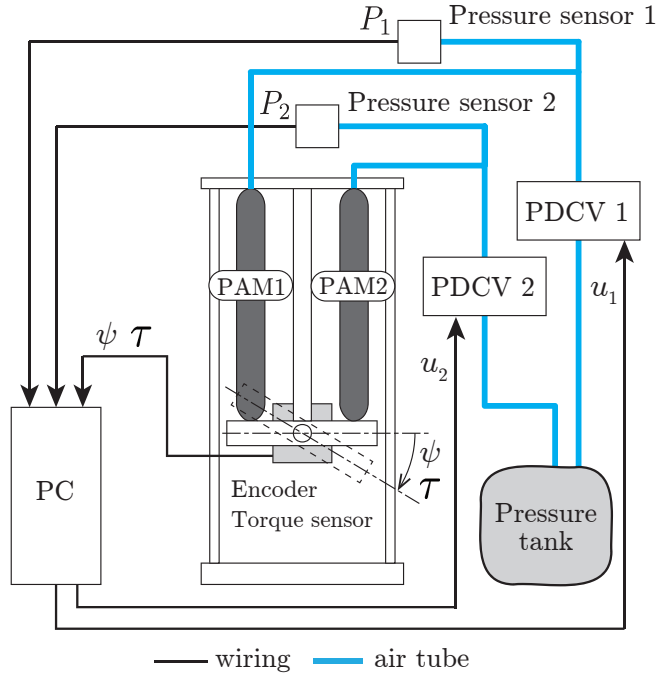 P₁ Pressure sensor 1
P₂ Pressure sensor 2
PDCV 1
PAM1
PAM2
PDCV 2
u₁
ψ τ
u₂
PC
ψ
τ
Encoder
Torque sensor
Pressure
tank
wiring
air tube